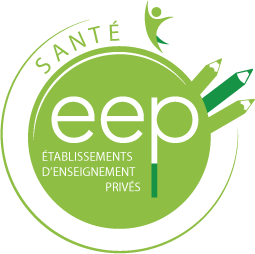 SANTÉ
eep
ÉTABLISSEMENTS
D'ENSEIGNEMENT
PRIVÉS